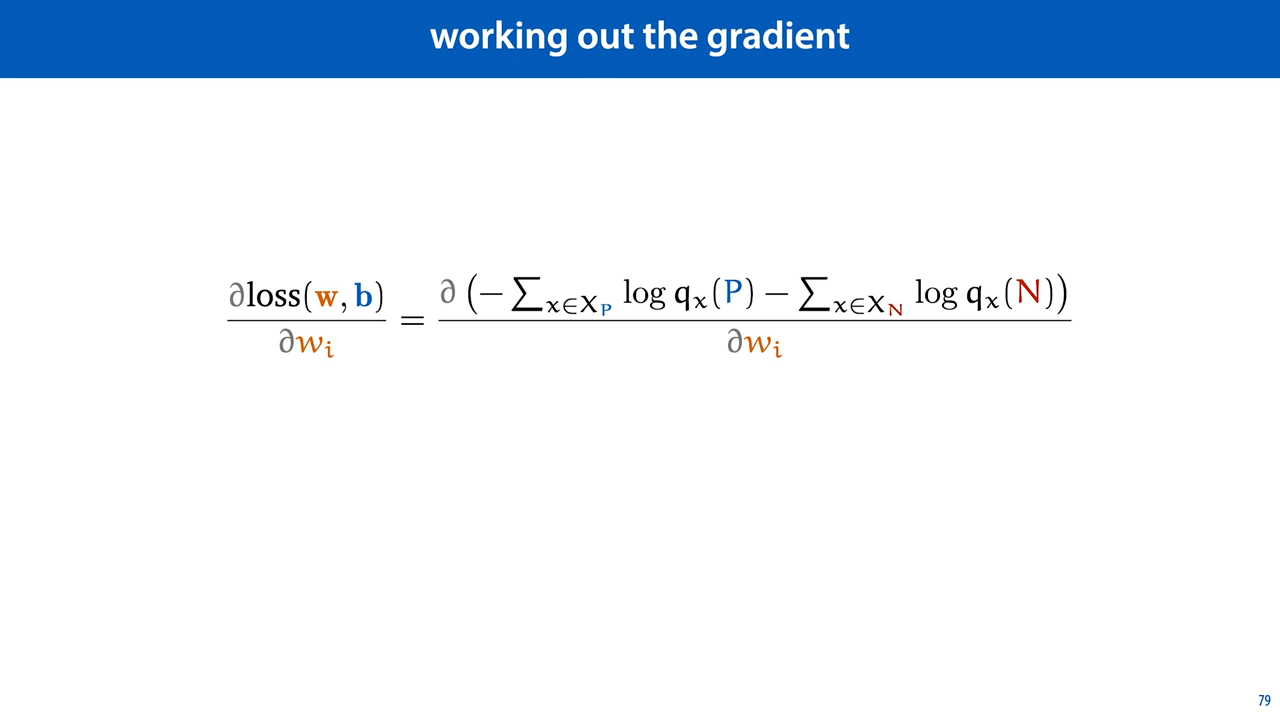 working out the gradient
∂loss(w, b)/∂wᵢ = ∂(−∑ₓ∈X_P log qₓ(P) − ∑ₓ∈X_N log qₓ(N))/∂wᵢ
79